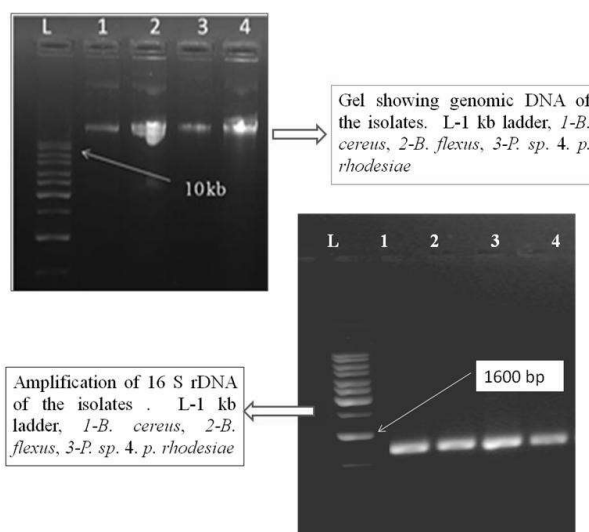 L 1 2 3 4
10kb
Gel showing genomic DNA of
the isolates. L-1 kb ladder, 1-B.
cereus, 2-B. flexus, 3-P. sp. 4. p.
rhodesiae
L 1 2 3 4
1600 bp
Amplification of 16 S rDNA
of the isolates . L-1 kb
ladder, 1-B. cereus, 2-B.
flexus, 3-P. sp. 4. p. rhodesiae